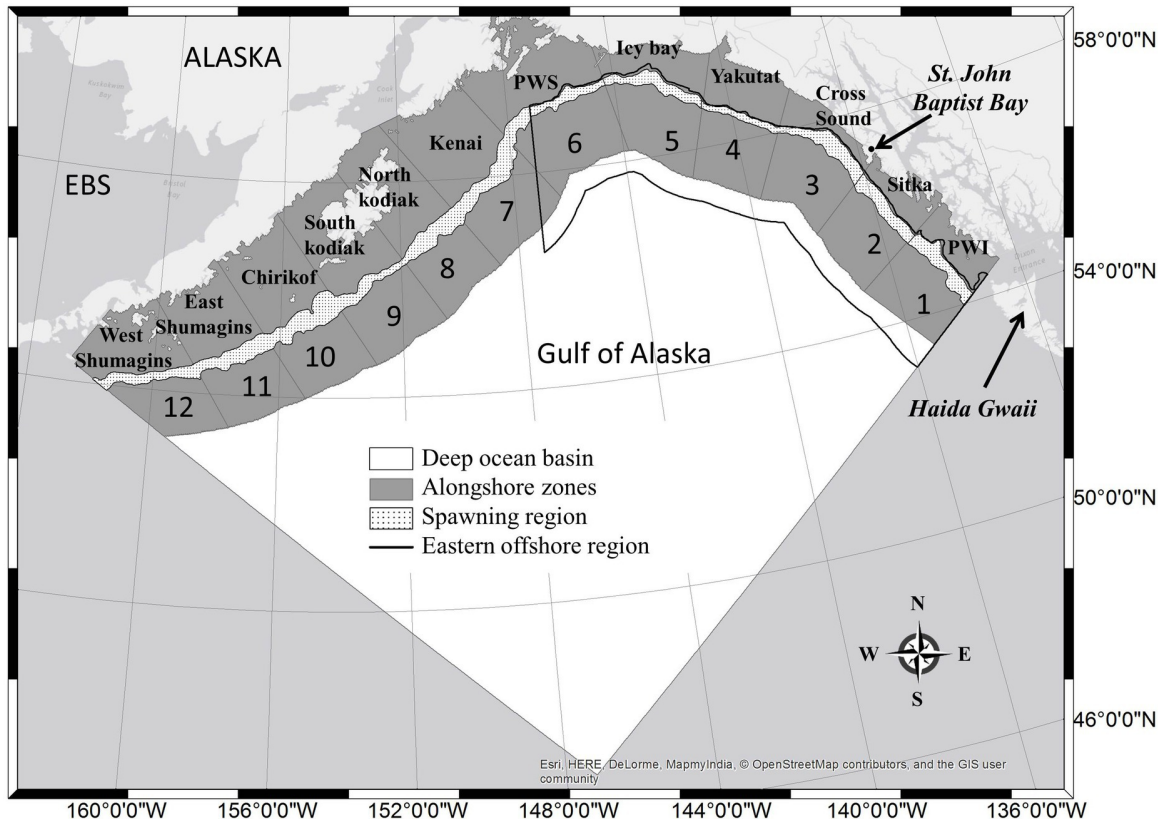 ALASKA
Icy bay
PWS
Yakutat
St. John
Baptist Bay
Cross
Sound
Kenai
EBS
North
kodiak
Sitka
South
kodiak
PWI
Chirikof
East
Shumagins
West
Shumagins
1
2
3
4
5
6
7
8
9
10
11
12
Gulf of Alaska
Haida Gwaii
Deep ocean basin
Alongshore zones
Spawning region
Eastern offshore region
N
W
E
S
Esri, HERE, DeLorme, MapmyIndia, © OpenStreetMap contributors, and the GIS user
community
58°0'0"N
54°0'0"N
50°0'0"N
46°0'0"N
160°0'0"W
156°0'0"W
152°0'0"W
148°0'0"W
144°0'0"W
140°0'0"W
136°0'0"W